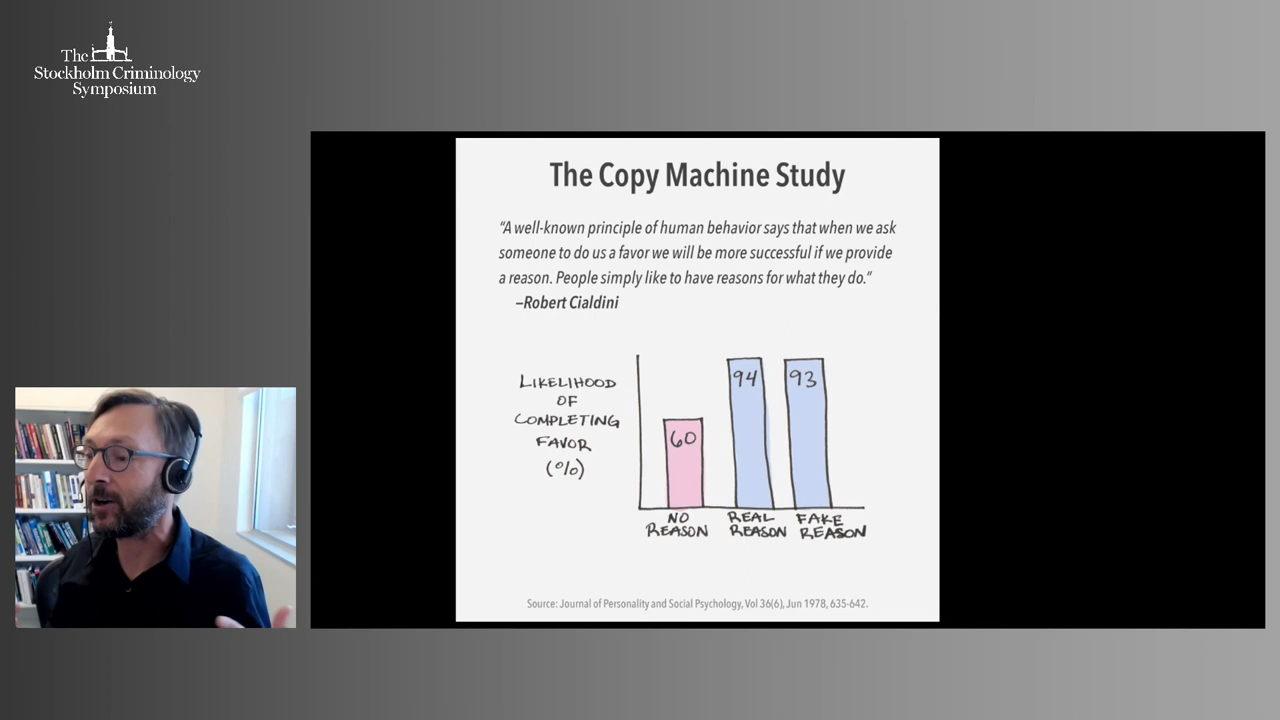 The
Stockholm Criminology
Symposium
The Copy Machine Study
“A well-known principle of human behavior says that when we ask
someone to do us a favor we will be more successful if we provide
a reason. People simply like to have reasons for what they do.”
–Robert Cialdini
LIKELIHOOD
OF
COMPLETING
FAVOR
(%)
60
94
93
NO
REASON
REAL
REASON
FAKE
REASON
Source: Journal of Personality and Social Psychology, Vol 36(6), Jun 1978, 635-642.